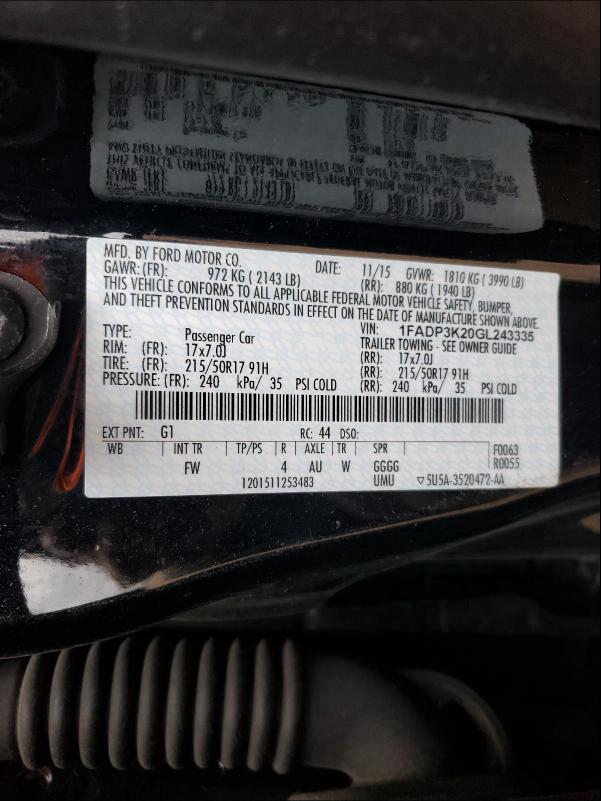 MFD. BY FORD MOTOR CO. DATE: 11/15 GVWR: 1810 KG ( 3990 LB)
GAWR: (FR): 972 KG ( 2143 LB) (RR): 880 KG ( 1940 LB)
THIS VEHICLE CONFORMS TO ALL APPLICABLE FEDERAL MOTOR VEHICLE SAFETY, BUMPER,
AND THEFT PREVENTION STANDARDS IN EFFECT ON THE DATE OF MANUFACTURE SHOWN ABOVE.
VIN: 1FADP3K20GL243335
TYPE: Passenger Car TRAILER TOWING - SEE OWNER GUIDE
RIM: (FR): 17x7.0J (RR): 17x7.0J
TIRE: (FR): 215/50R17 91H (RR): 215/50R17 91H
PRESSURE: (FR): 240 kPa/ 35 PSI COLD (RR): 240 kPa/ 35 PSI COLD
EXT PNT: G1 RC: 44 DSO: F0063
WB INT TR TP/PS R AXLE TR SPR R0055
FW 4 AU W GGGG
1201511253483 UMU ▽5U5A-3520472-AA